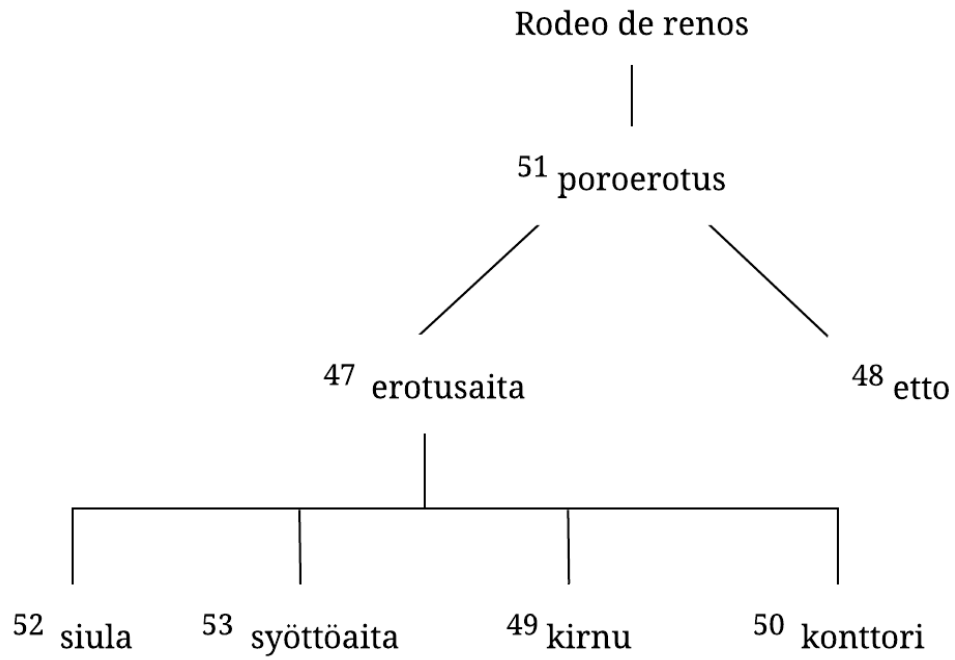 Rodeo de renos
51 poroerotus
47 erotusaita
48 etto
52 siula
53 syöttöaita
49 kirnu
50 konttori